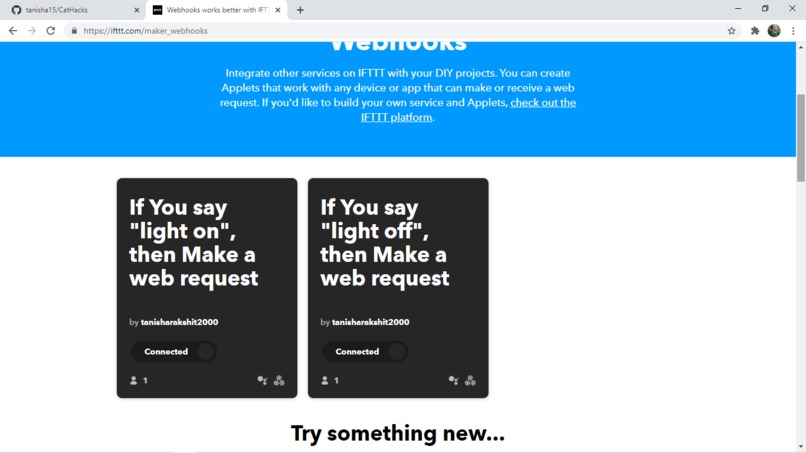 tanisha15/CatHacks
Webhooks works better with IFT
https://ifttt.com/maker_webhooks
Webhooks
Integrate other services on IFTTT with your DIY projects. You can create
Applets that work with any device or app that can make or receive a web
request. If you'd like to build your own service and Applets, check out the
IFTTT platform.
If You say
"light on",
then Make a
web request
by tanisharakshit2000
Connected
1
If You say
"light off",
then Make a
web request
by tanisharakshit2000
Connected
1
Try something new...